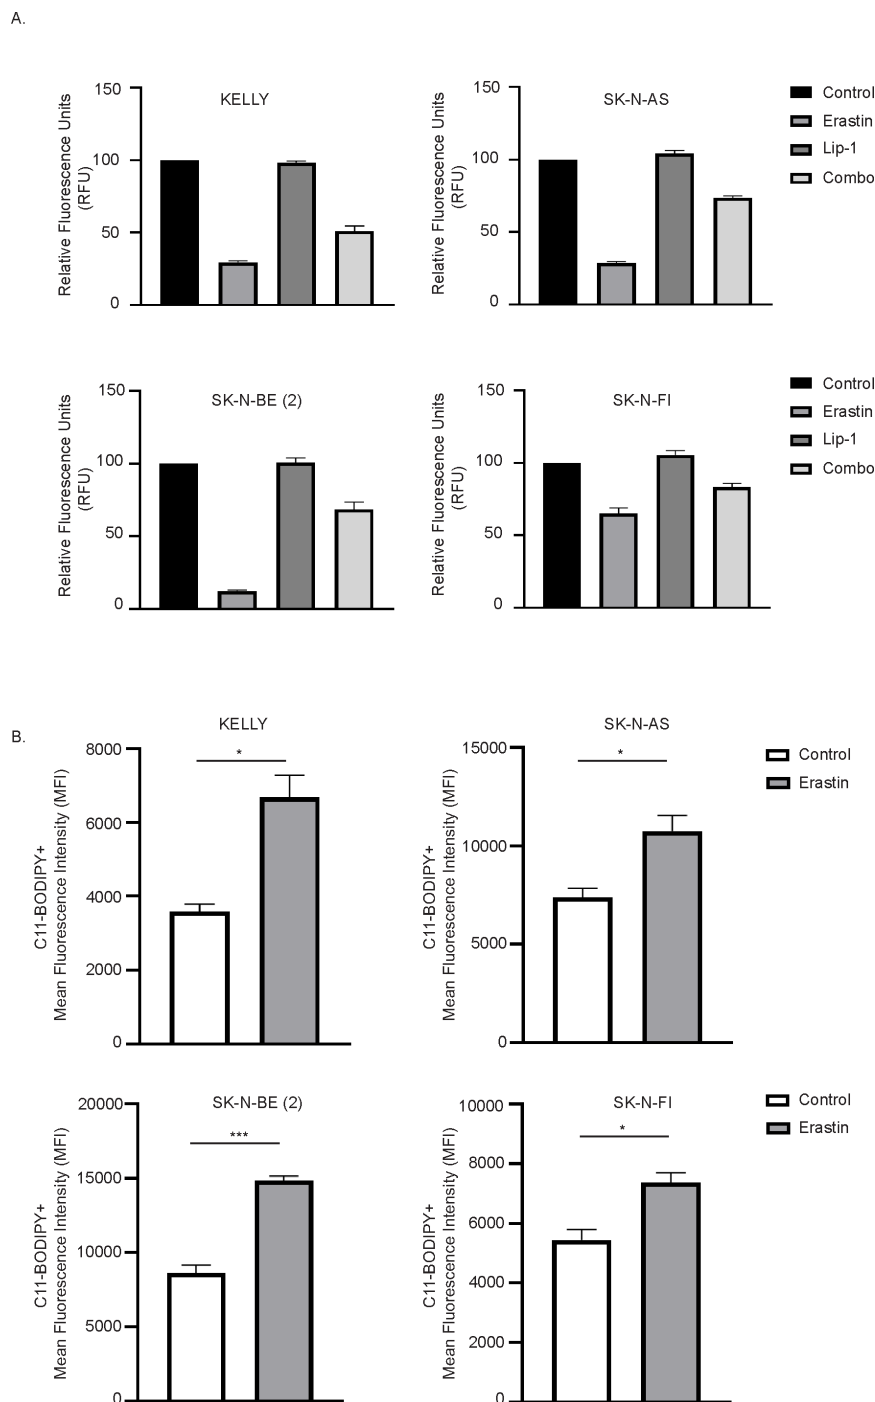 A.
KELLY
Relative Fluorescence Units
(RFU)
150
100
50
0
SK-N-AS
Relative Fluorescence Units
(RFU)
150
100
50
0
Control
Erastin
Lip-1
Combo
SK-N-BE (2)
Relative Fluorescence Units
(RFU)
150
100
50
0
SK-N-FI
Relative Fluorescence Units
(RFU)
150
100
50
0
Control
Erastin
Lip-1
Combo
B.
KELLY
C11-BODIPY+
Mean Fluorescence Intensity (MFI)
8000
6000
4000
2000
0
*
SK-N-AS
C11-BODIPY+
Mean Fluorescence Intensity (MFI)
15000
10000
5000
0
*
Control
Erastin
SK-N-BE (2)
C11-BODIPY+
Mean Fluorescence Intensity (MFI)
20000
15000
10000
5000
0
***
SK-N-FI
C11-BODIPY+
Mean Fluorescence Intensity (MFI)
10000
8000
6000
4000
2000
0
*
Control
Erastin